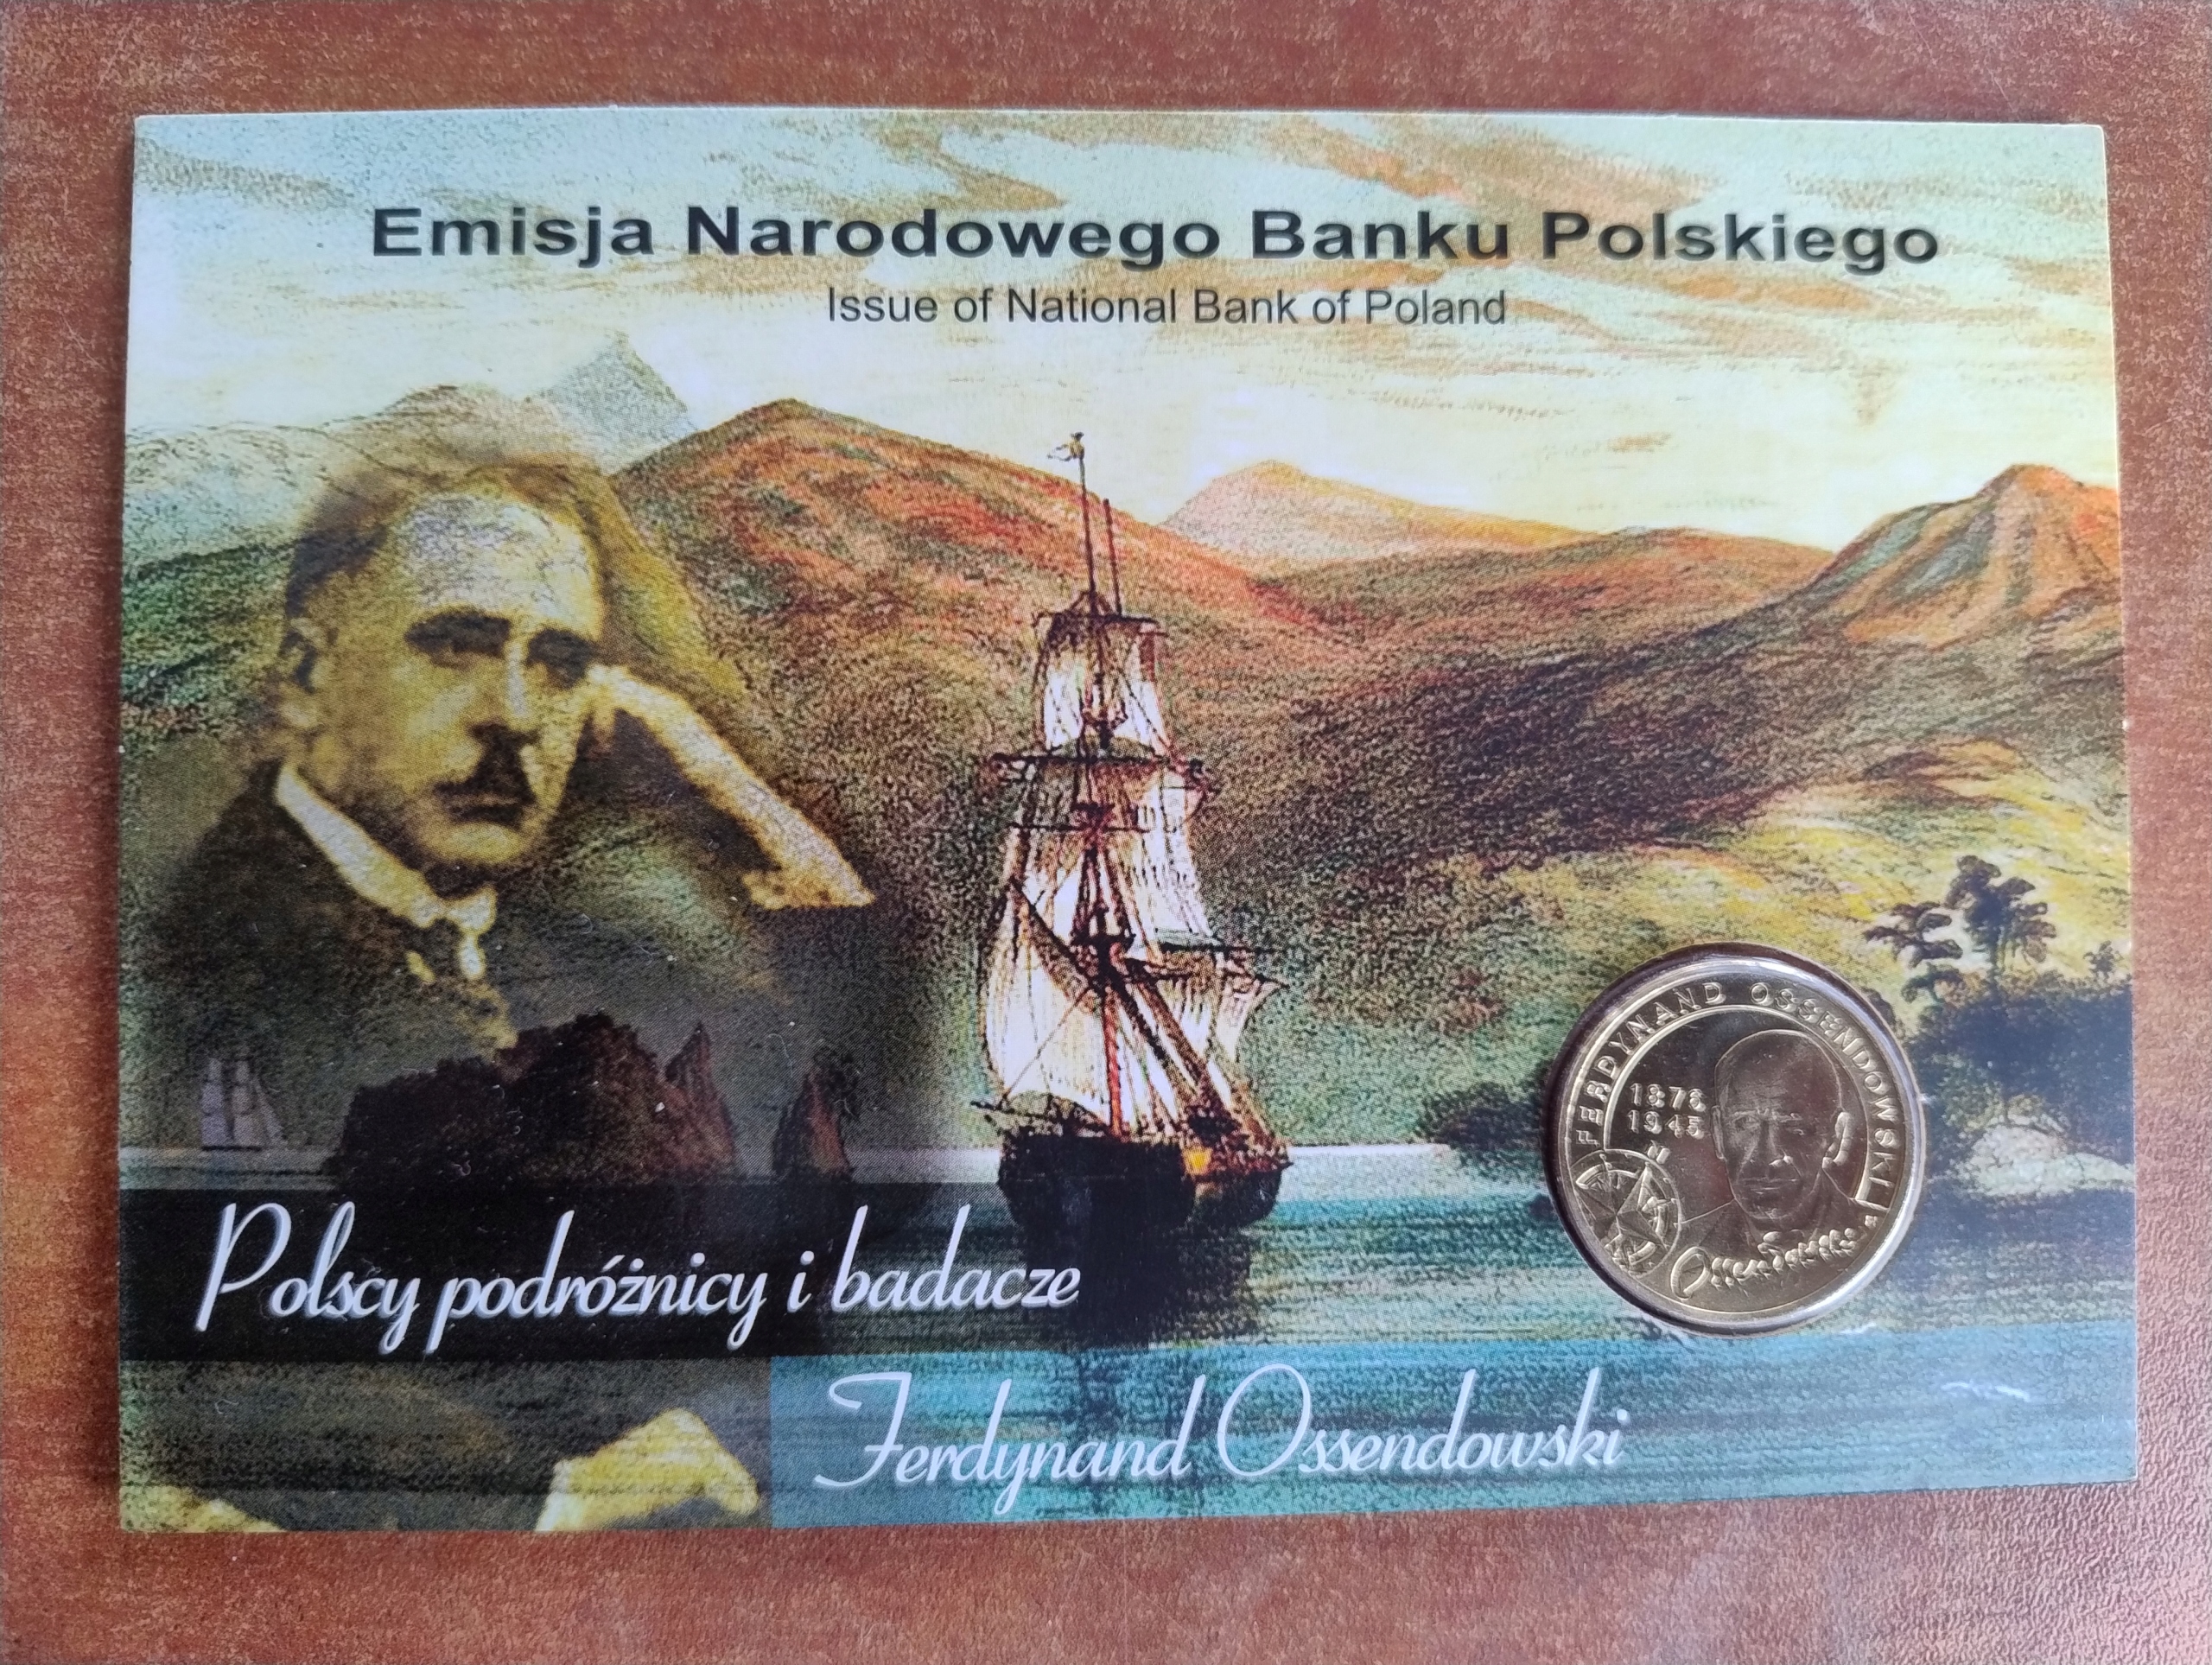 Emisja Narodowego Banku Polskiego
Issue of National Bank of Poland
FERDYNAND OSSENDOWSKI
1876
1945
Ossendowski
Polscy podróżnicy i badacze
Ferdynand Ossendowski